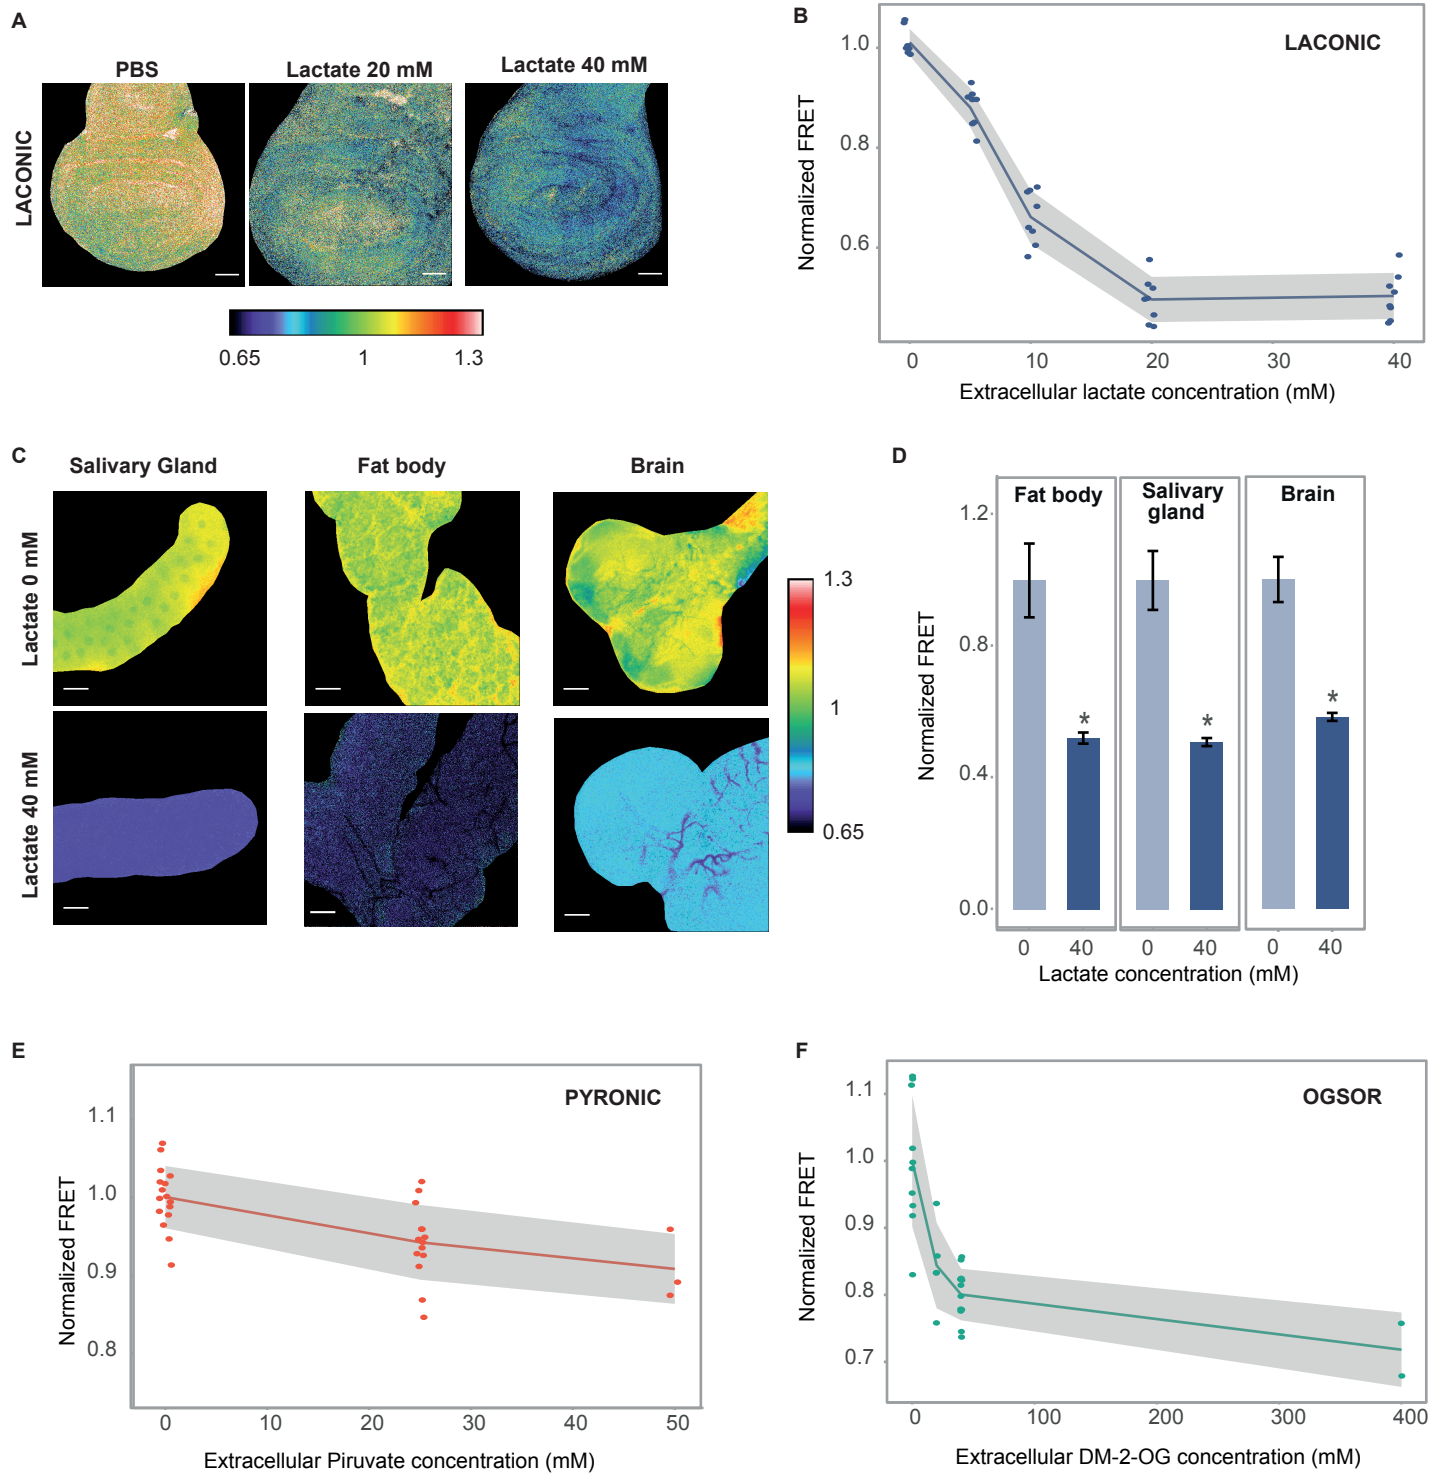 A
PBS
Lactate 20 mM
Lactate 40 mM
LACONIC
0.65
1
1.3
B
LACONIC
Normalized FRET
1.0
0.8
0.6
0
10
20
30
40
Extracellular lactate concentration (mM)
C
Salivary Gland
Fat body
Brain
Lactate 0 mM
Lactate 40 mM
1.3
1
0.65
D
Fat body
Salivary
gland
Brain
Normalized FRET
1.2
0.8
0.4
0.0
*
*
*
0
40
0
40
0
40
Lactate concentration (mM)
E
PYRONIC
Normalized FRET
1.1
1.0
0.9
0.8
0
10
20
30
40
50
Extracellular Piruvate concentration (mM)
F
OGSOR
Normalized FRET
1.1
1.0
0.9
0.8
0.7
0
100
200
300
400
Extracellular DM-2-OG concentration (mM)